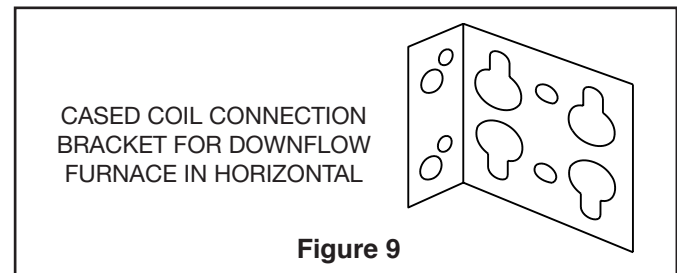 CASED COIL CONNECTION
BRACKET FOR DOWNFLOW
FURNACE IN HORIZONTAL
Figure 9